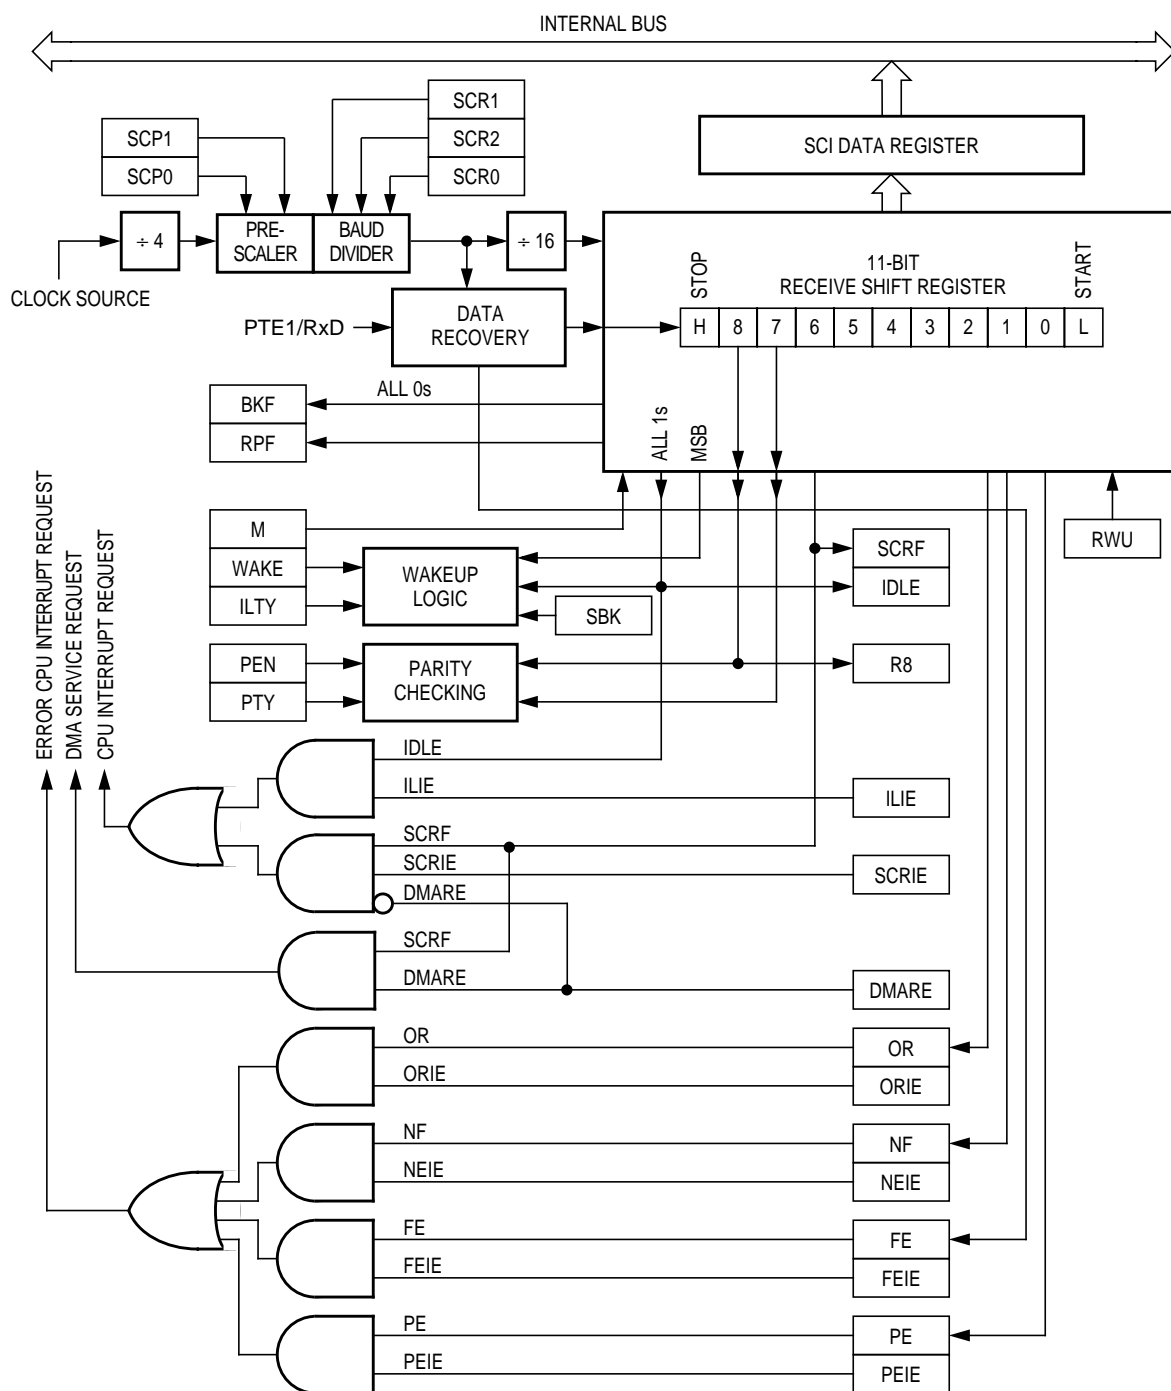 INTERNAL BUS
SCR1
SCR2
SCR0
SCP1
SCP0
SCI DATA REGISTER
÷ 4
PRE-
SCALER
BAUD
DIVIDER
÷ 16
CLOCK SOURCE
PTE1/RxD
DATA
RECOVERY
STOP
11-BIT
RECEIVE SHIFT REGISTER
START
H 8 7 6 5 4 3 2 1 0 L
ALL 0s
BKF
RPF
ALL 1s
MSB
M
WAKE
ILTY
WAKEUP
LOGIC
SBK
SCRF
IDLE
RWU
PEN
PTY
PARITY
CHECKING
R8
ERROR CPU INTERRUPT REQUEST
DMA SERVICE REQUEST
CPU INTERRUPT REQUEST
IDLE
ILIE
ILIE
SCRF
SCRIE
SCRIE
DMARE
SCRF
DMARE
DMARE
OR
OR
ORIE
ORIE
NF
NF
NEIE
NEIE
FE
FE
FEIE
FEIE
PE
PE
PEIE
PEIE